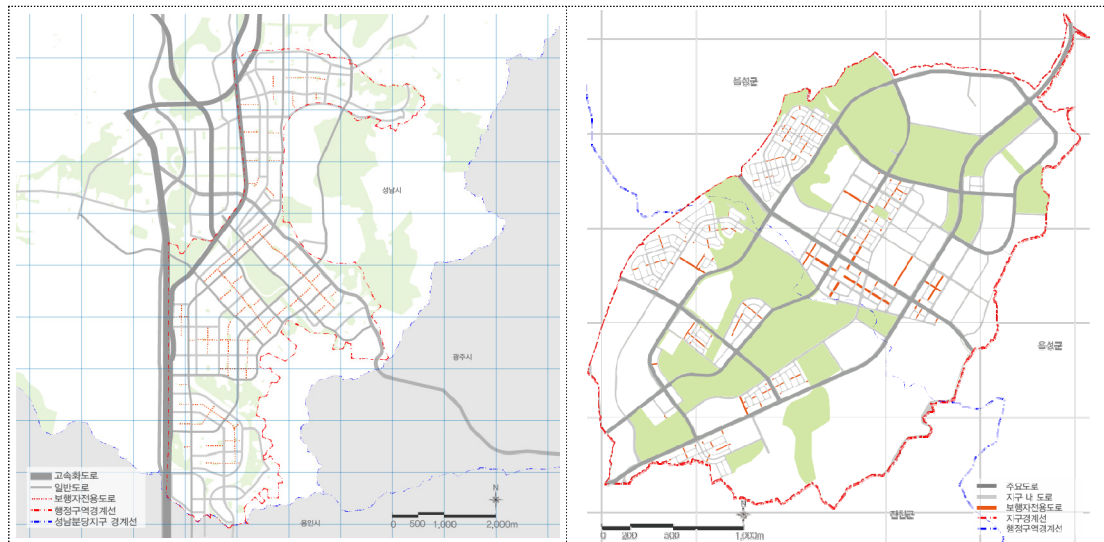 성남시
광주시
용인시
고속화도로
일반도로
보행자전용도로
행정구역경계선
성남분당지구 경계선
N
0 500 1,000 2,000m
음성군
음성군
진천군
주요도로
지구 내 도로
보행자전용도로
지구경계선
행정구역경계선
N
0 200 500 1,000m